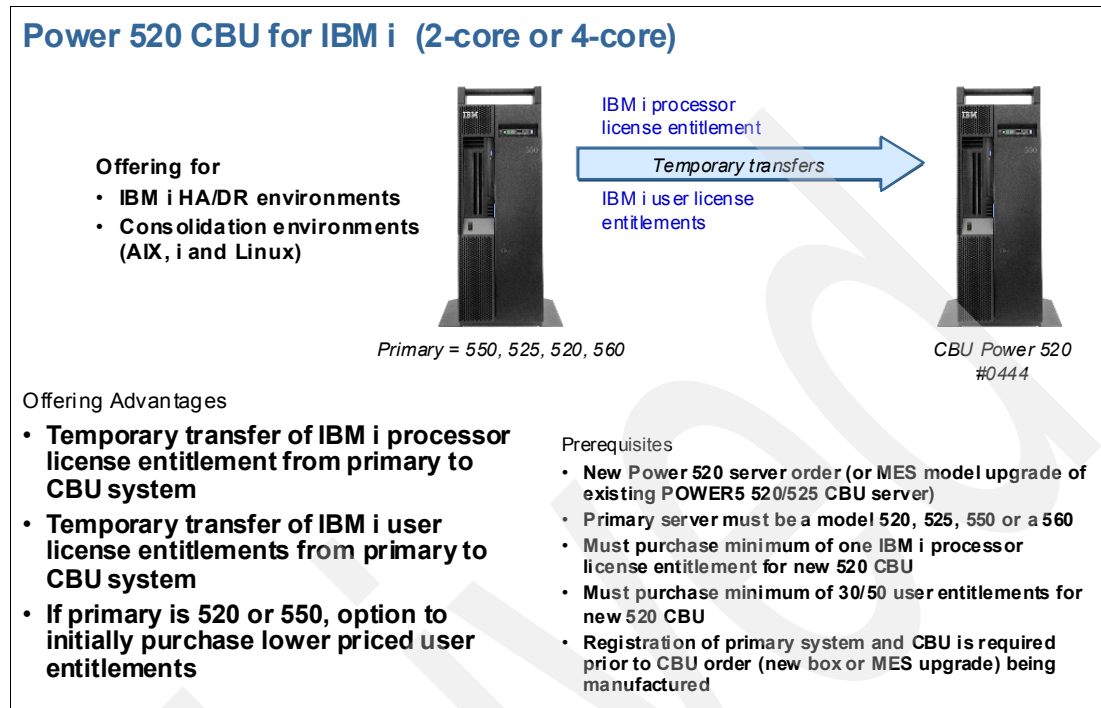 Power 520 CBU for IBM i (2-core or 4-core)
Offering for
• IBM i HA/DR environments
• Consolidation environments
(AIX, i and Linux)
IBM
550
IBM i processor
license entitlement
Temporary transfers
IBM i user license
entitlements
IBM
550
Primary = 550, 525, 520, 560
CBU Power 520
#0444
Offering Advantages
• Temporary transfer of IBM i processor
license entitlement from primary to
CBU system
• Temporary transfer of IBM i user
license entitlements from primary to
CBU system
• If primary is 520 or 550, option to
initially purchase lower priced user
entitlements
Prerequisites
• New Power 520 server order (or MES model upgrade of
existing POWER5 520/525 CBU server)
• Primary server must be a model 520, 525, 550 or a 560
• Must purchase minimum of one IBM i processor
license entitlement for new 520 CBU
• Must purchase minimum of 30/50 user entitlements for
new 520 CBU
• Registration of primary system and CBU is required
prior to CBU order (new box or MES upgrade) being
manufactured